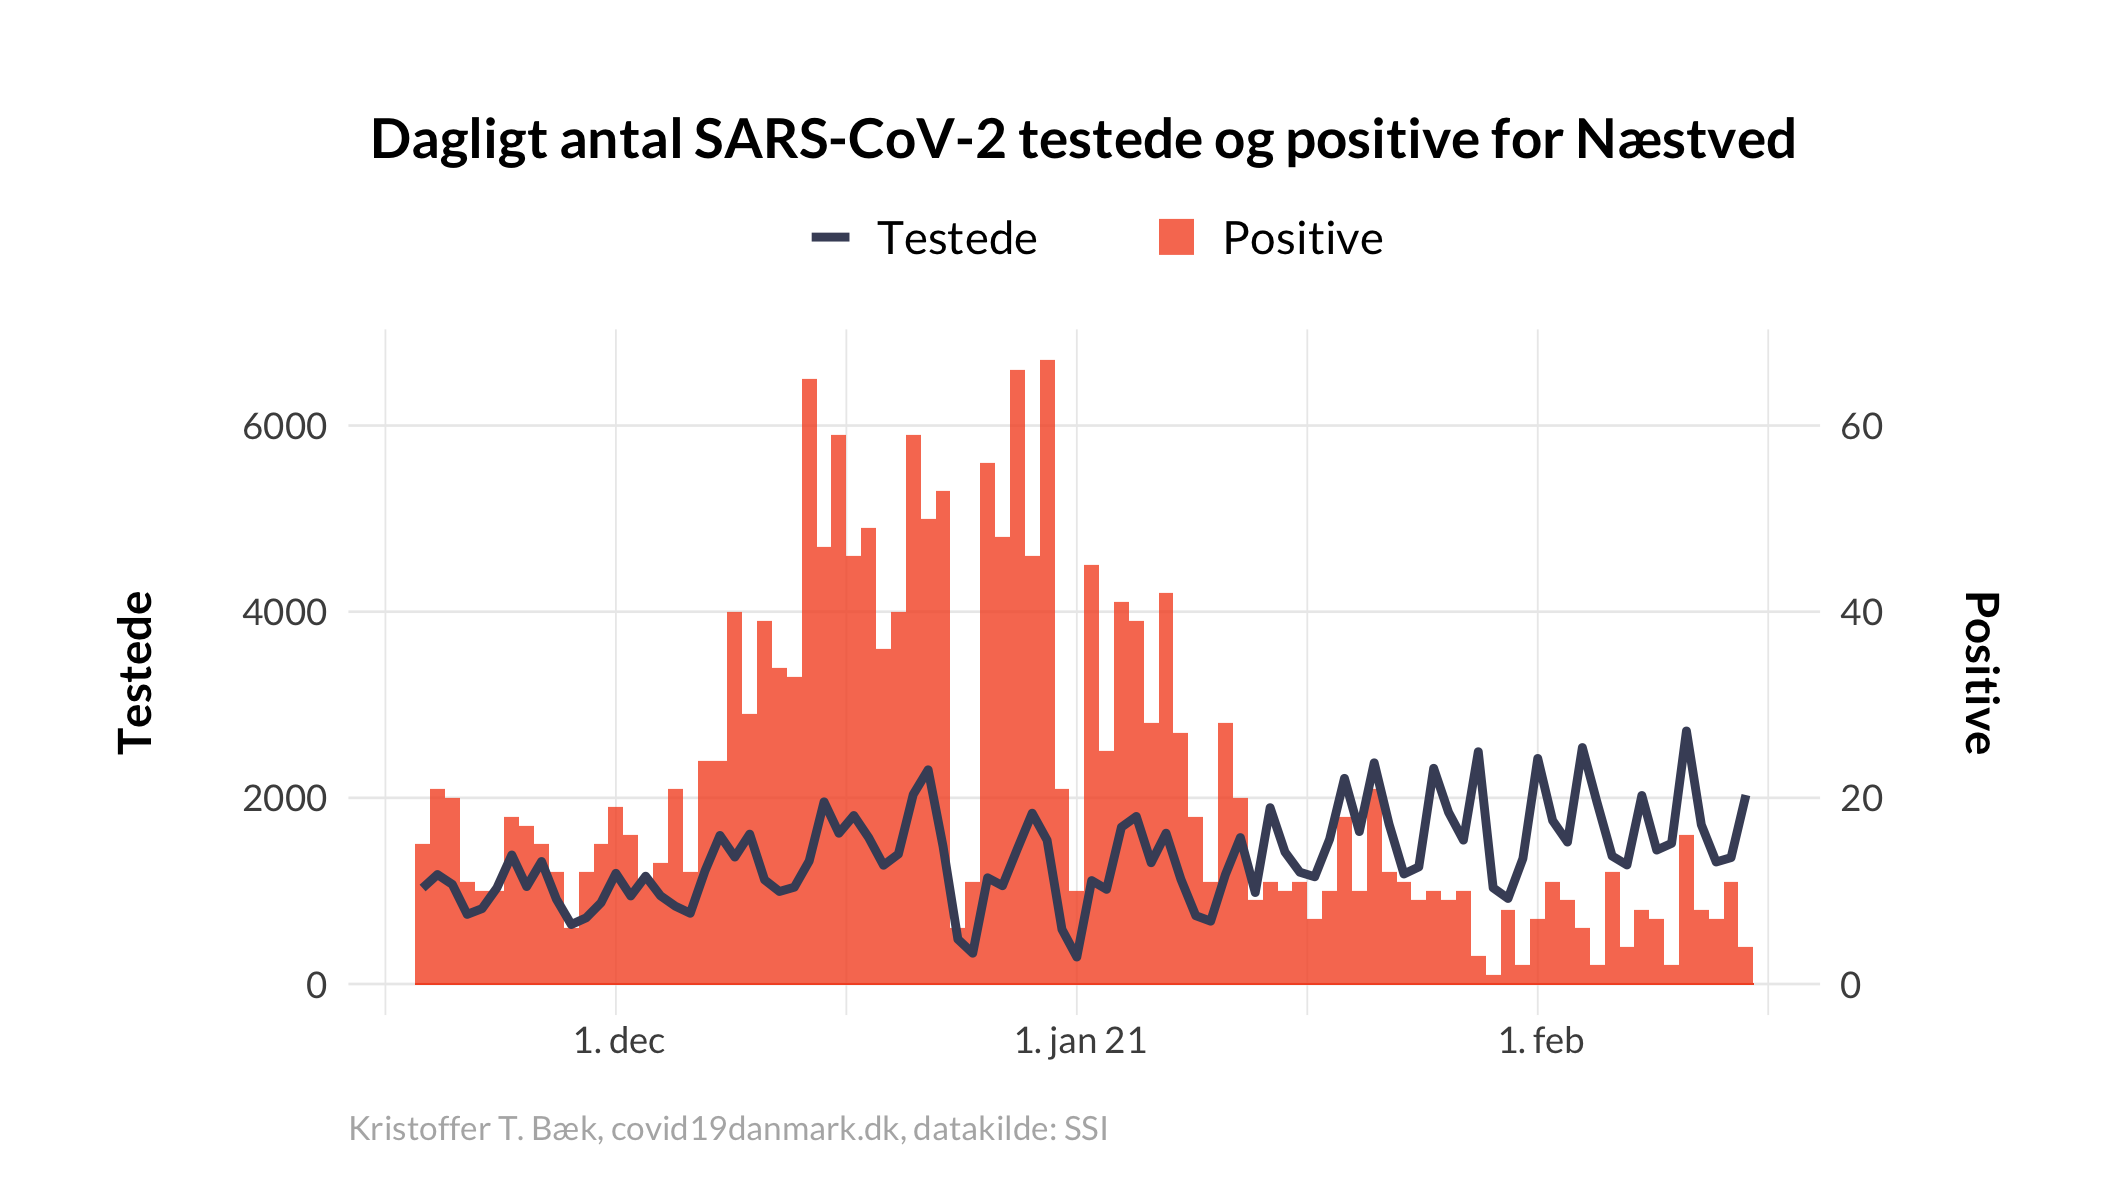 Dagligt antal SARS-CoV-2 testede og positive for Næstved
Testede Positive
6000 60
4000 40
2000 20
0 0
Testede
Positive
1. dec 1. jan 21 1. feb
Kristoffer T. Bæk, covid19danmark.dk, datakilde: SSI